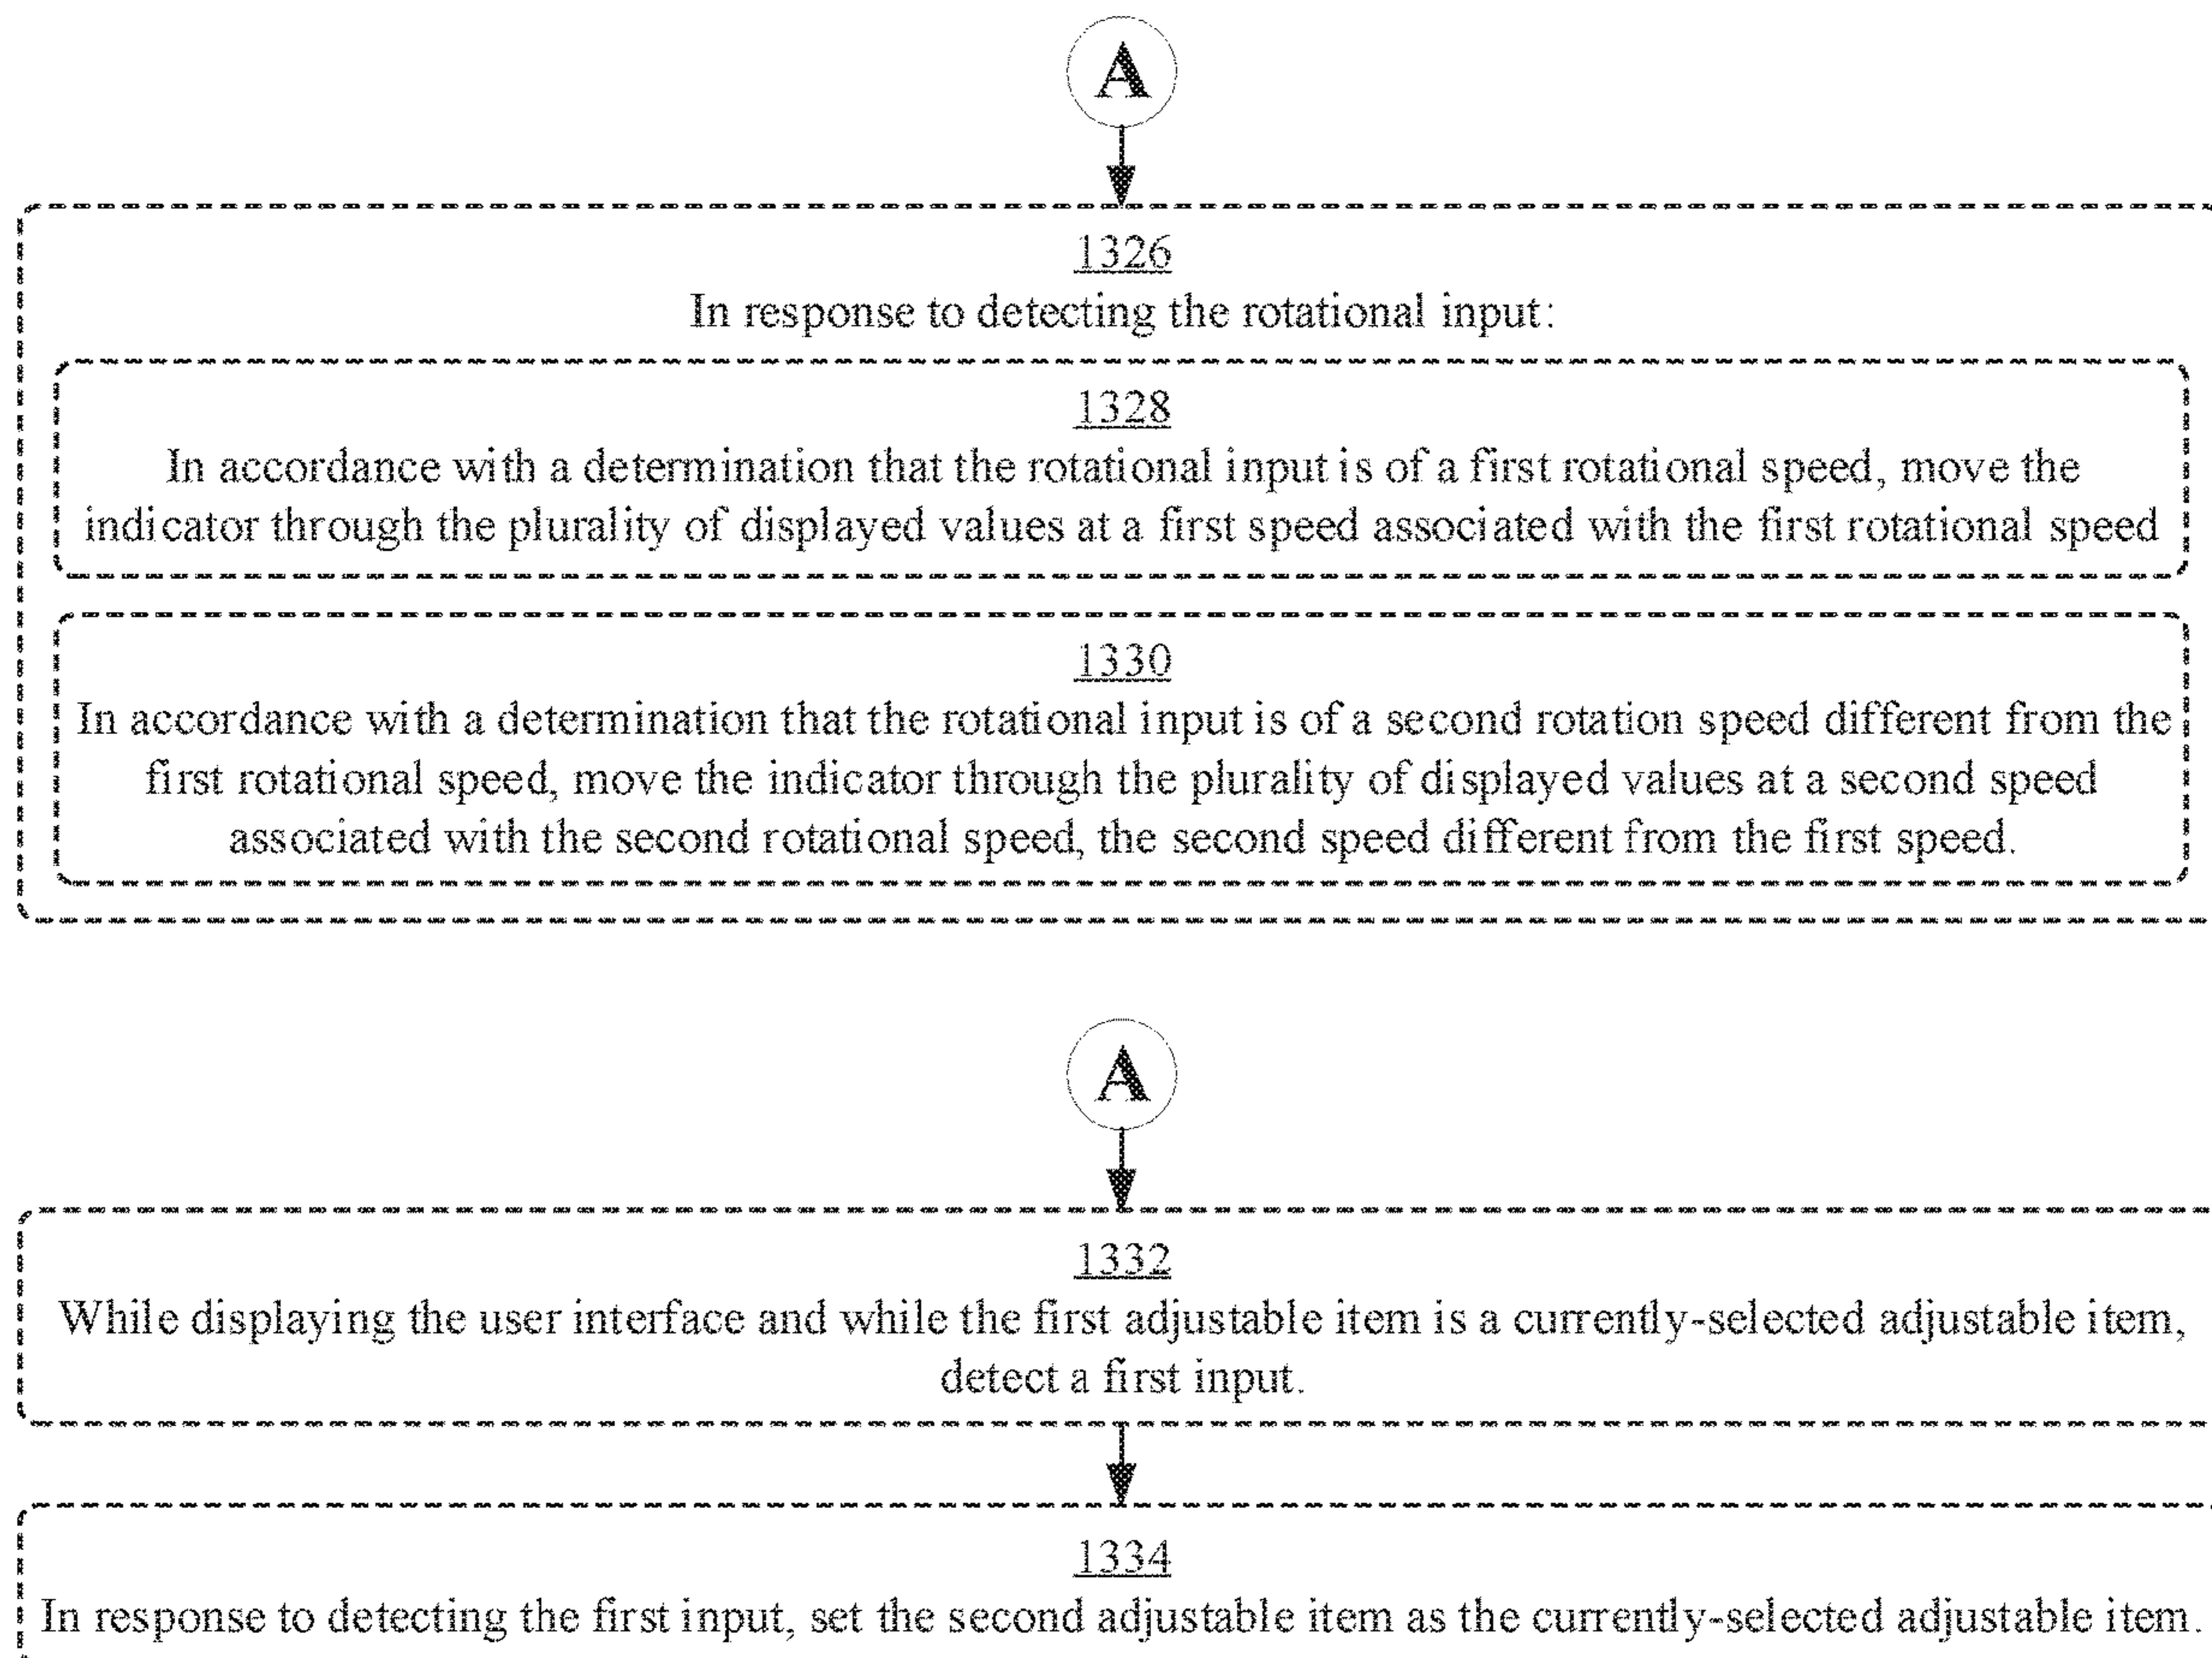 A
1326
In response to detecting the rotational input:
1328
In accordance with a determination that the rotational input is of a first rotational speed, move the
indicator through the plurality of displayed values at a first speed associated with the first rotational speed
1330
In accordance with a determination that the rotational input is of a second rotation speed different from the
first rotational speed, move the indicator through the plurality of displayed values at a second speed
associated with the second rotational speed, the second speed different from the first speed.
A
1332
While displaying the user interface and while the first adjustable item is a currently-selected adjustable item,
detect a first input.
1334
In response to detecting the first input, set the second adjustable item as the currently-selected adjustable item.